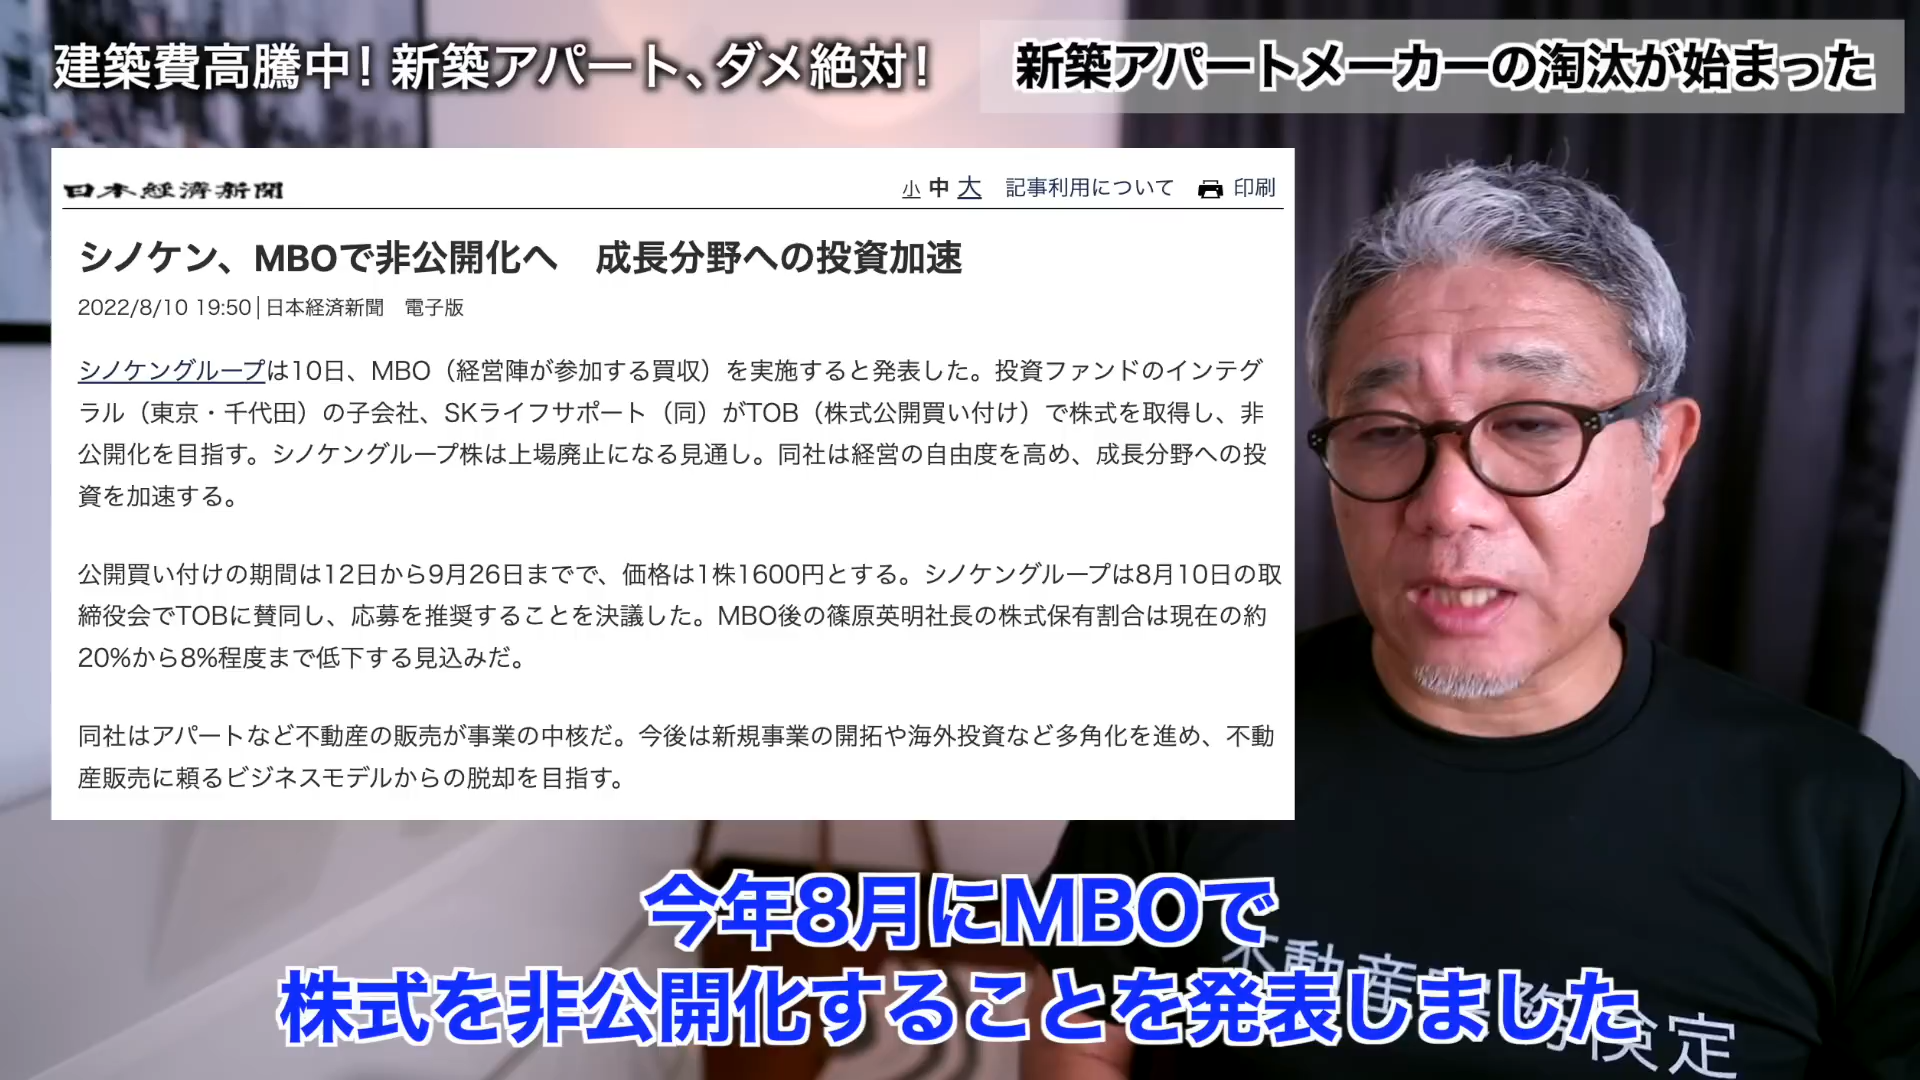 建築費高騰中！新築アパート、ダメ絶対！
新築アパートメーカーの淘汰が始まった
日本経済新聞
小 中 大 記事利用について 印刷
シノケン、MBOで非公開化へ　成長分野への投資加速
2022/8/10 19:50|日本経済新聞　電子版
シノケングループは10日、MBO（経営陣が参加する買収）を実施すると発表した。投資ファンドのインテグ
ラル（東京・千代田）の子会社、SKライフサポート（同）がTOB（株式公開買い付け）で株式を取得し、非
公開化を目指す。シノケングループ株は上場廃止になる見通し。同社は経営の自由度を高め、成長分野への投
資を加速する。
公開買い付けの期間は12日から9月26日までで、価格は1株1600円とする。シノケングループは8月10日の取
締役会でTOBに賛同し、応募を推奨することを決議した。MBO後の篠原英明社長の株式保有割合は現在の約
20%から8%程度まで低下する見込みだ。
同社はアパートなど不動産の販売が事業の中核だ。今後は新規事業の開拓や海外投資など多角化を進め、不動
産販売に頼るビジネスモデルからの脱却を目指す。
今年8月にMBOで
株式を非公開化することを発表しました
不動産 検定